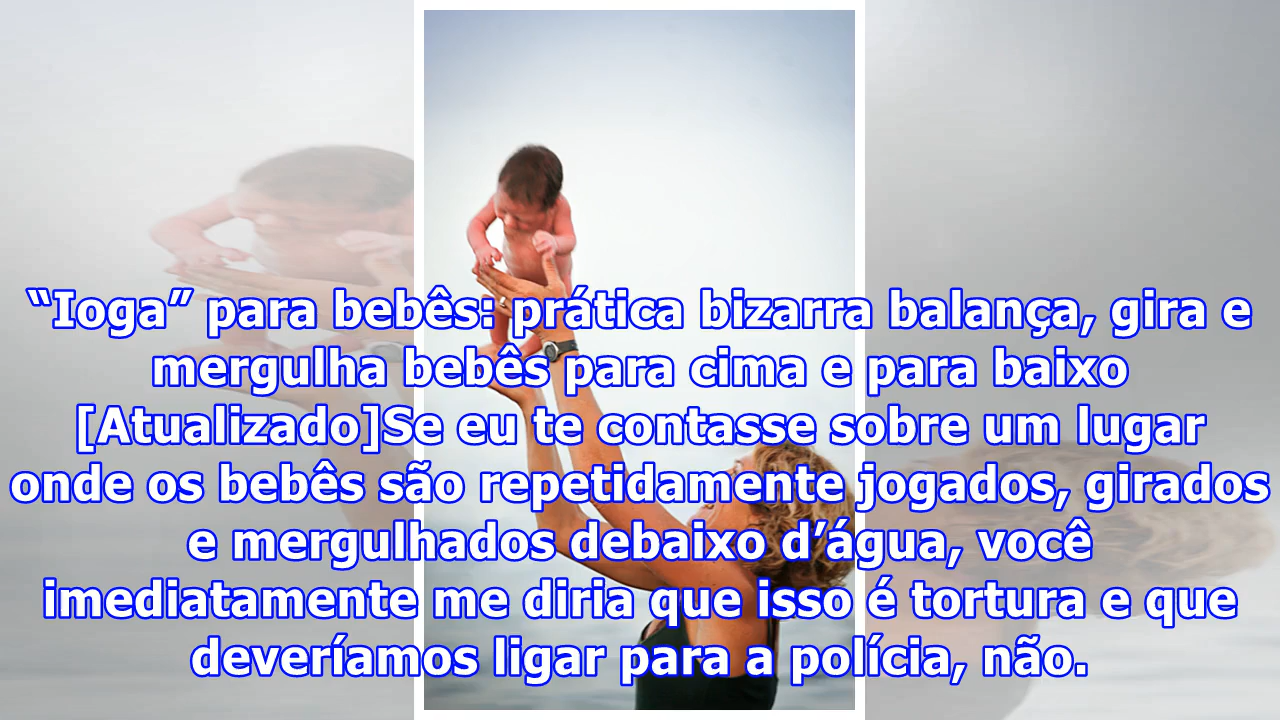 “Ioga” para bebês: prática bizarra balança, gira e
mergulha bebês para cima e para baixo
[Atualizado]Se eu te contasse sobre um lugar
onde os bebês são repetidamente jogados, girados
e mergulhados debaixo d’água, você
imediatamente me diria que isso é tortura e que
deveríamos ligar para a polícia, não.